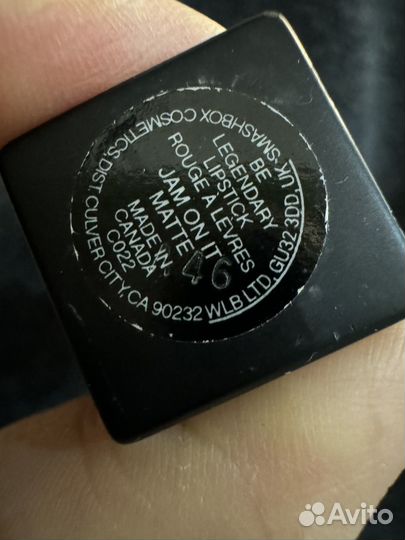 SMASHBOX COSMETICS, DIST. CULVER CITY, CA 90232 WLB LTD, GU32 3DD. UK
BE
LEGENDARY
LIPSTICK
ROUGE A LEVRES
JAM ON IT
MATTE
46
MADE IN
CANADA
C022
Avito